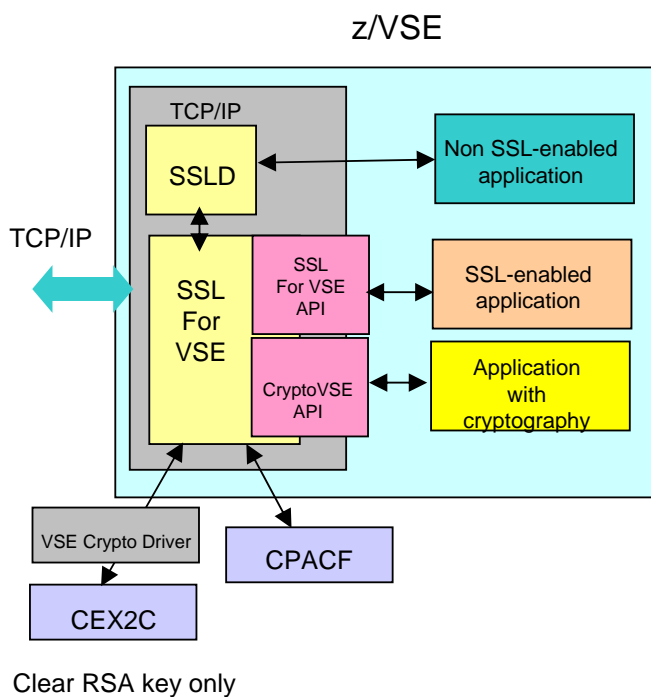 z/VSE
TCP/IP
SSLD
Non SSL-enabled
application
TCP/IP
SSL
For
VSE
SSL
For VSE
API
SSL-enabled
application
CryptoVSE
API
Application
with
cryptography
VSE Crypto Driver
CPACF
CEX2C
Clear RSA key only